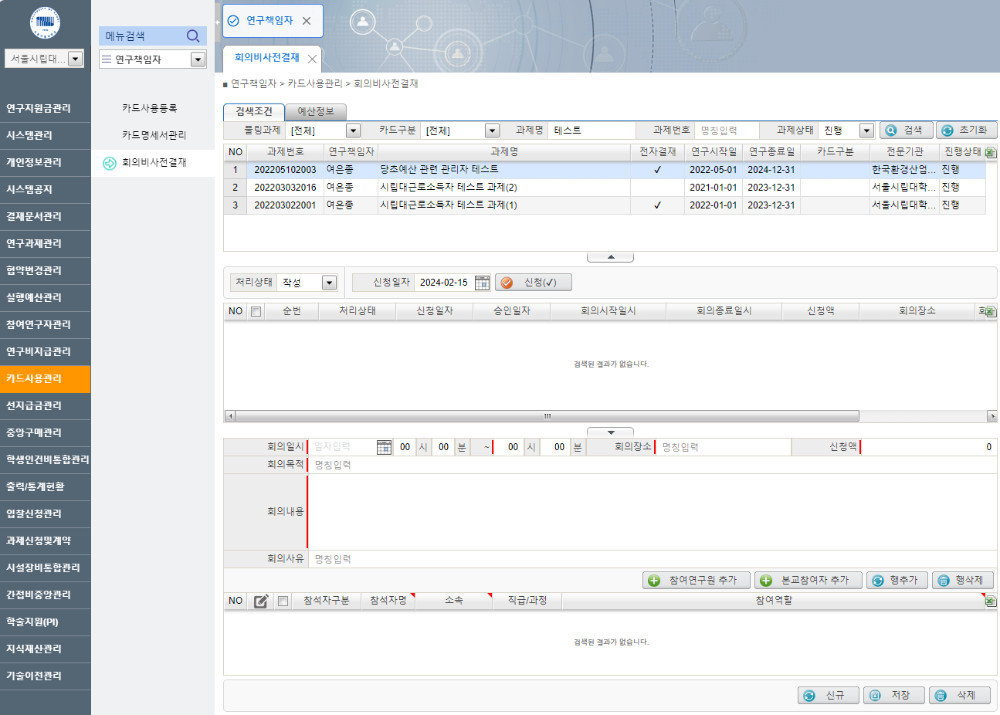 서울시립대...
연구지원금관리
시스템관리
개인정보관리
시스템공지
결재문서관리
연구과제관리
협약변경관리
실행예산관리
참여연구자관리
연구비지급관리
카드사용관리
선지급금관리
중앙구매관리
학생인건비통합관리
출력/통계현황
입찰신청관리
과제신청및계약
시설장비통합관리
간접비중앙관리
학술지원(PI)
지식재산관리
기술이전관리
메뉴검색
연구책임자
카드사용등록
카드명세서관리
회의비사전결재
연구책임자
회의비사전결재
연구책임자 > 카드사용관리 > 회의비사전결재
검색조건 예산정보
풀링과제 [전체] 카드구분 [전체] 과제명 테스트 과제번호 명칭입력 과제상태 진행 검색 초기화
NO 과제번호 연구책임자 과제명 전자결재 연구시작일 연구종료일 카드구분 전문기관 진행상태
1 202205102003 여은종 당초예산 관련 관리자 테스트 ✓ 2022-05-01 2024-12-31 한국환경산업... 진행
2 202203032016 여은종 시립대근로소득자 테스트 과제(2) 2021-01-01 2023-12-31 서울시립대학... 진행
3 202203022001 여은종 시립대근로소득자 테스트 과제(1) ✓ 2022-01-01 2023-12-31 서울시립대학... 진행
처리상태 작성 신청일자 2024-02-15 신청(✓)
NO 순번 처리상태 신청일자 승인일자 회의시작일시 회의종료일시 신청액 회의장소
검색된 결과가 없습니다.
회의일시 일자입력 00 시 00 분 ~ 00 시 00 분 회의장소 명칭입력 신청액 0
회의목적 명칭입력
회의내용
회의사유 명칭입력
참여연구원 추가 본교참여자 추가 행추가 행삭제
NO 참석자구분 참석자명 소속 직급/과정 참여역할
검색된 결과가 없습니다.
신규 저장 삭제